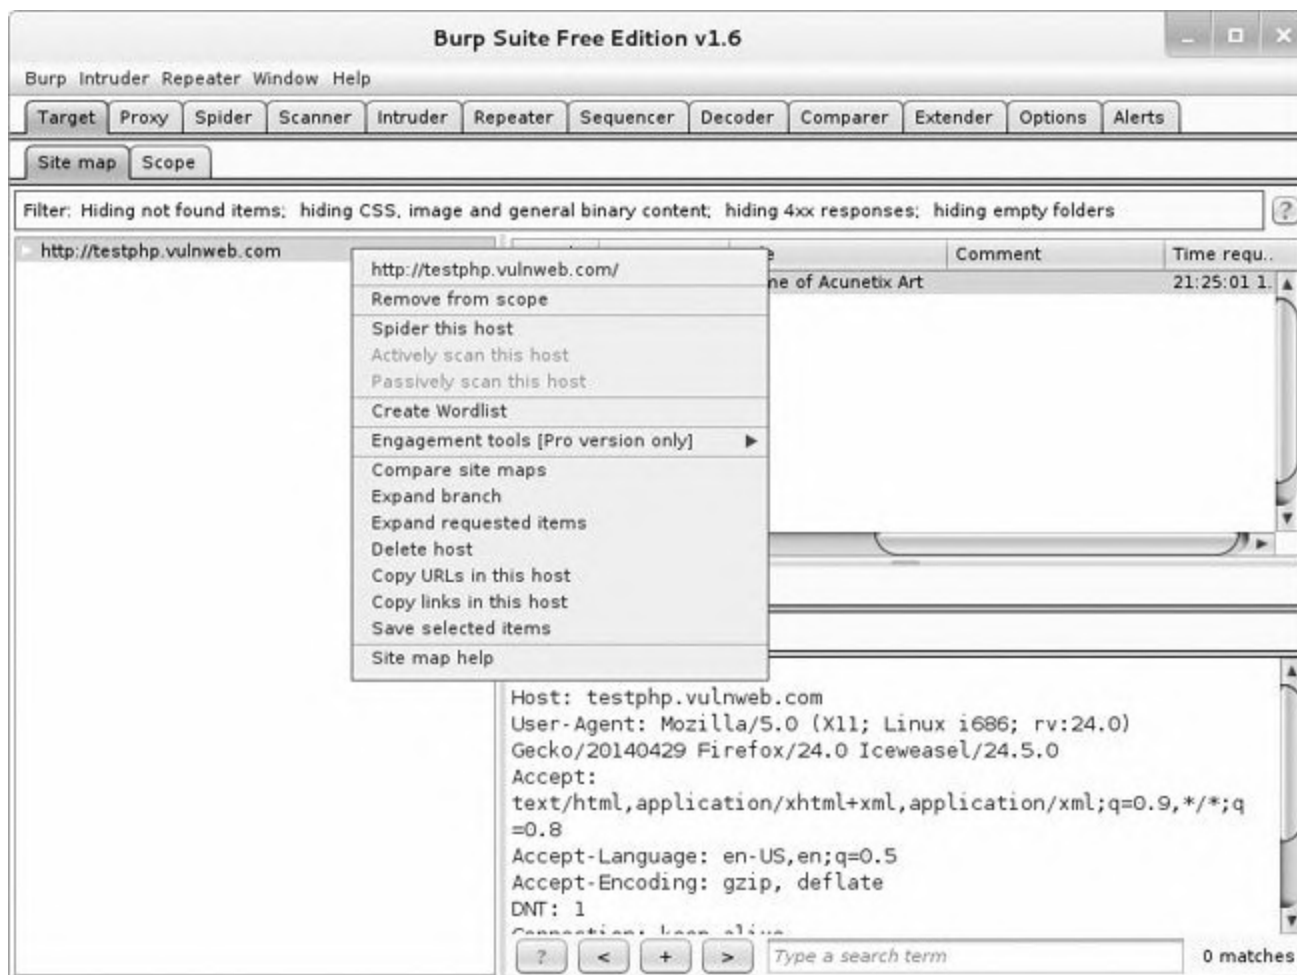 Burp Suite Free Edition v1.6
Burp Intruder Repeater Window Help
Target Proxy Spider Scanner Intruder Repeater Sequencer Decoder Comparer Extender Options Alerts
Site map Scope
Filter: Hiding not found items; hiding CSS, image and general binary content; hiding 4xx responses; hiding empty folders ?
http://testphp.vulnweb.com
Comment Time requ..
of Acunetix Art 21:25:01 1.
http://testphp.vulnweb.com/
Remove from scope
Spider this host
Actively scan this host
Passively scan this host
Create Wordlist
Engagement tools [Pro version only]
Compare site maps
Expand branch
Expand requested items
Delete host
Copy URLs in this host
Copy links in this host
Save selected items
Site map help
Host: testphp.vulnweb.com
User-Agent: Mozilla/5.0 (X11; Linux i686; rv:24.0)
Gecko/20140429 Firefox/24.0 Iceweasel/24.5.0
Accept:
text/html,application/xhtml+xml,application/xml;q=0.9,*/*;q
=0.8
Accept-Language: en-US,en;q=0.5
Accept-Encoding: gzip, deflate
DNT: 1
Connection: keep-alive
? < + > Type a search term 0 matches